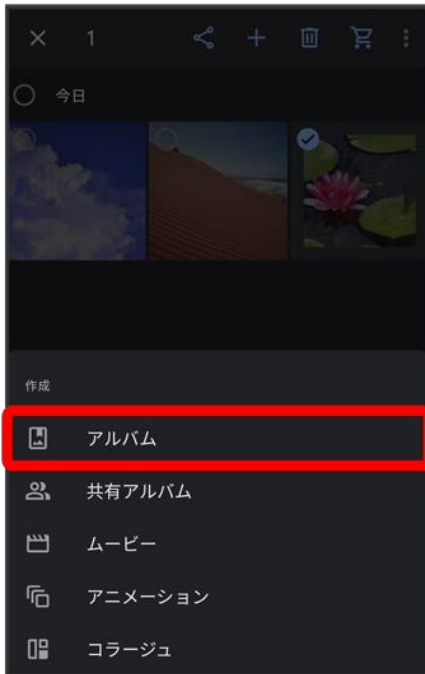 1
今日
作成
アルバム
共有アルバム
ムービー
アニメーション
コラージュ